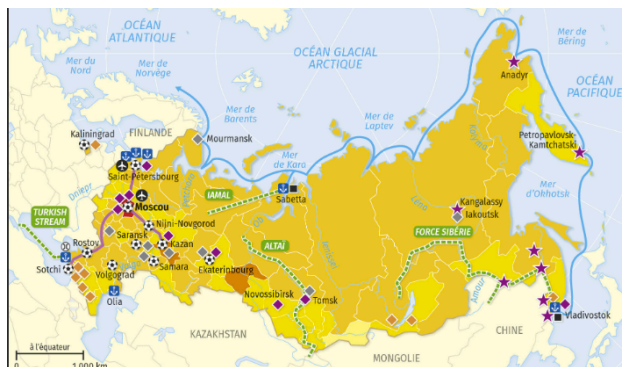 OCÉAN
ATLANTIQUE
OCÉAN GLACIAL
ARCTIQUE
Mer de
Béring
OCÉAN
PACIFIQUE
Mer du
Nord
Mer de
Norvège
Mer de
Barents
Mer de
Laptev
Mer de
Kara
Anadyr
FINLANDE
Kaliningrad
Mourmansk
Petropavlovsk-
Kamtchatski
Saint-Pétersbourg
Dniepr
Sabetta
IAMAL
Mer
d'Okhotsk
Kangalassy
Iakoutsk
Moscou
TURKISH
STREAM
Nijni-Novgorod
Ob
ALTAÏ
FORCE SIBÉRIE
Rostov
Saransk
Kazan
Sotchi
Samara
Ekaterinbourg
Volgograd
Olia
Novossibirsk
Tomsk
Amour
Vladivostok
KAZAKHSTAN
MONGOLIE
CHINE
à l'équateur
0
1 000 km